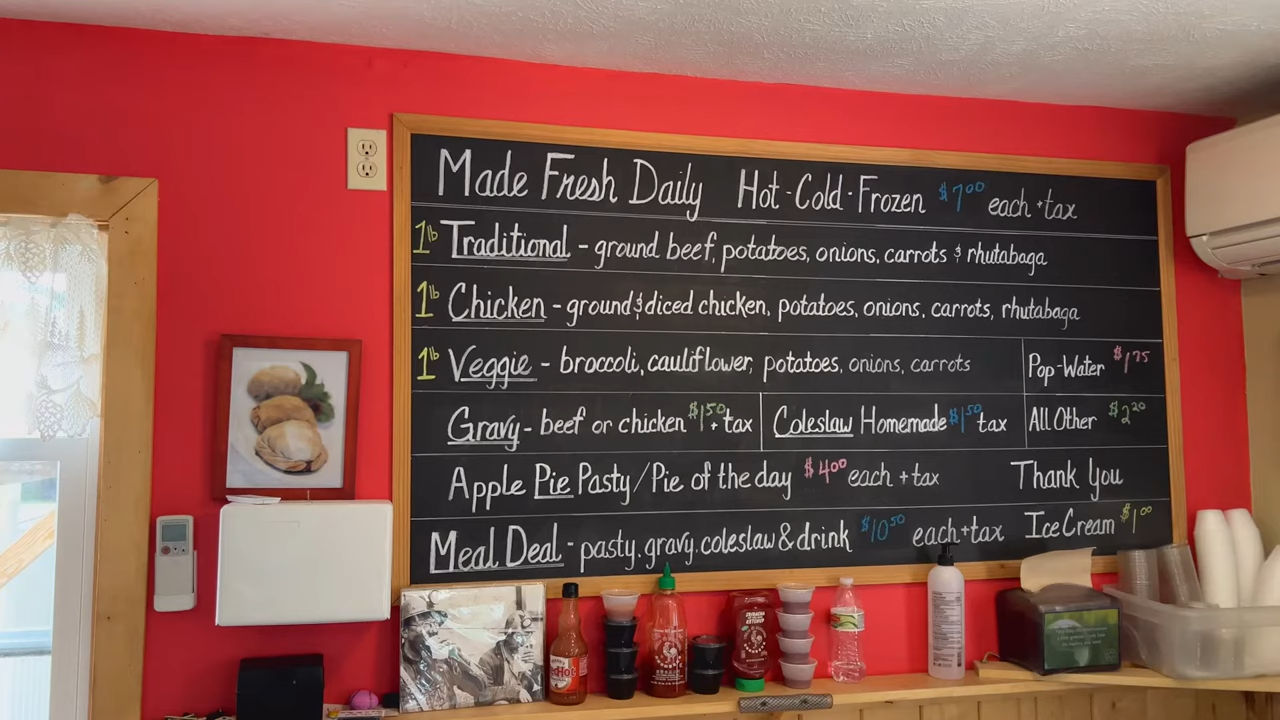 Made Fresh Daily Hot-Cold-Frozen $7.00 each + tax
1lb Traditional - ground beef, potatoes, onions, carrots & rhutabaga
1lb Chicken - ground & diced chicken, potatoes, onions, carrots, rhutabaga
1lb Veggie - broccoli, cauliflower, potatoes, onions, carrots
Pop-Water $1.75
Gravy - beef or chicken $1.50 + tax
Coleslaw Homemade $1.50 tax
All Other $2.20
Apple Pie Pasty/Pie of the day $4.00 each + tax
Thank You
Meal Deal - pasty, gravy, coleslaw & drink $10.50 each + tax
Ice Cream $1.00
RedHot
SRIRACHA
KETCHUP